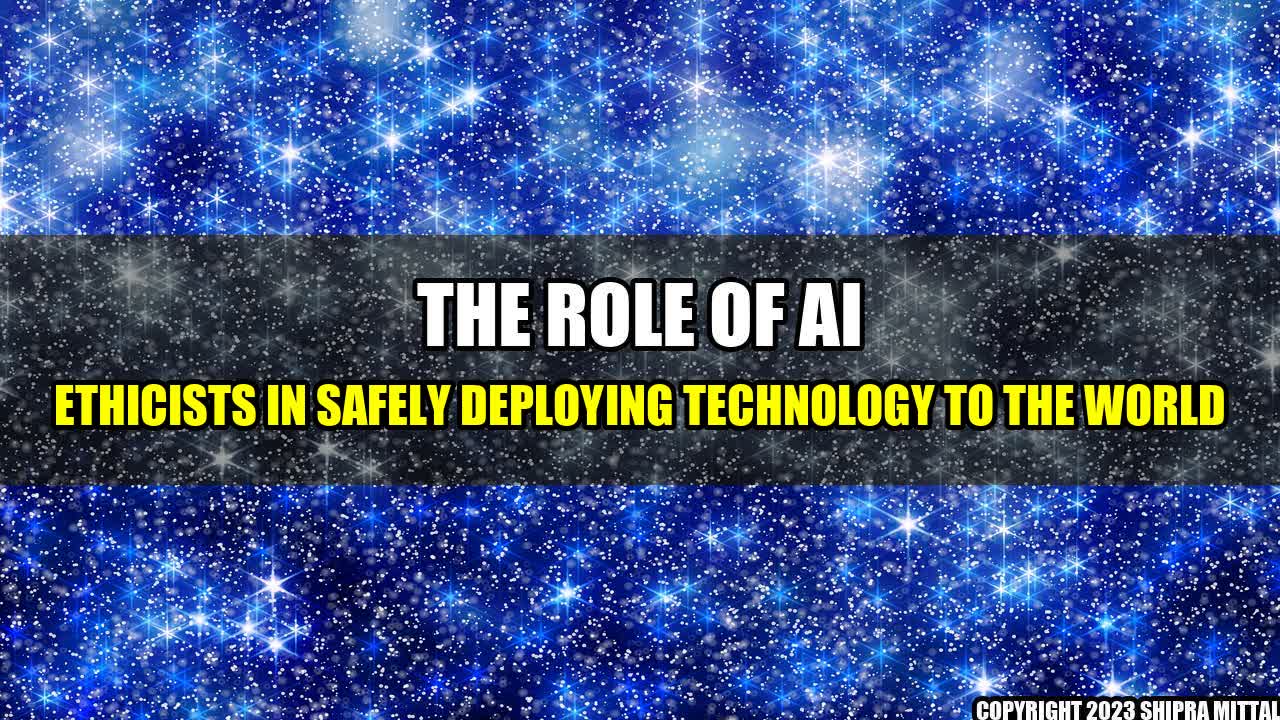 THE ROLE OF AI
ETHICISTS IN SAFELY DEPLOYING TECHNOLOGY TO THE WORLD
COPYRIGHT 2023 SHIPRA MITTAL